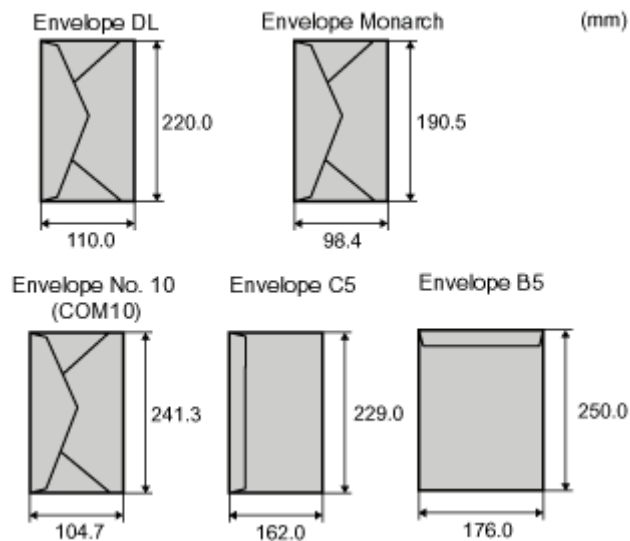 Envelope DL
Envelope Monarch
(mm)
220.0
190.5
110.0
98.4
Envelope No. 10
(COM10)
Envelope C5
Envelope B5
241.3
229.0
250.0
104.7
162.0
176.0